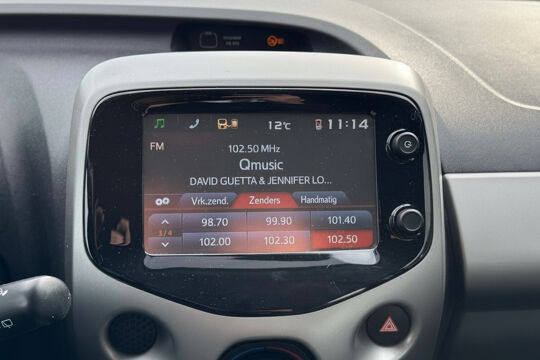 12°C
11:14
FM
102.50 MHz
Qmusic
DAVID GUETTA & JENNIFER LO...
Vrk.zend. Zenders Handmatig
98.70 99.90 101.40
3/4
102.00 102.30 102.50